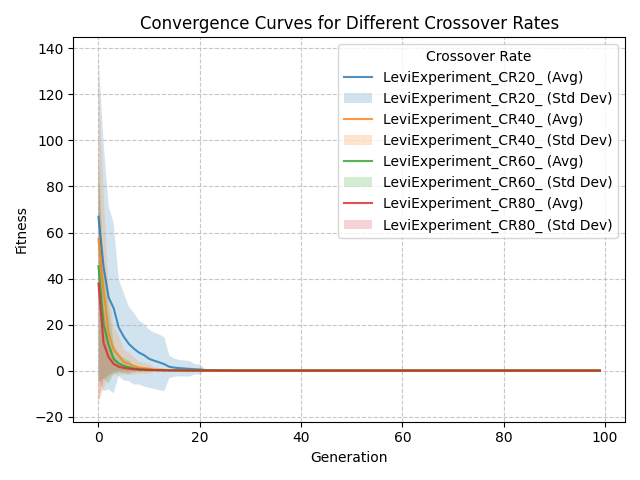 Convergence Curves for Different Crossover Rates
140
120
100
80
60
40
20
0
−20
Fitness
Crossover Rate
LeviExperiment_CR20_ (Avg)
LeviExperiment_CR20_ (Std Dev)
LeviExperiment_CR40_ (Avg)
LeviExperiment_CR40_ (Std Dev)
LeviExperiment_CR60_ (Avg)
LeviExperiment_CR60_ (Std Dev)
LeviExperiment_CR80_ (Avg)
LeviExperiment_CR80_ (Std Dev)
0 20 40 60 80 100
Generation